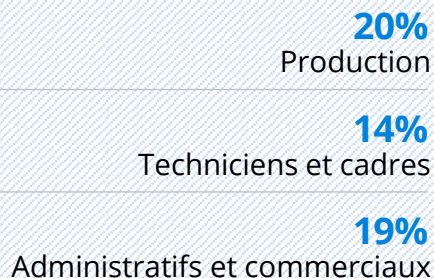 20%
Production
14%
Techniciens et cadres
19%
Administratifs et commerciaux